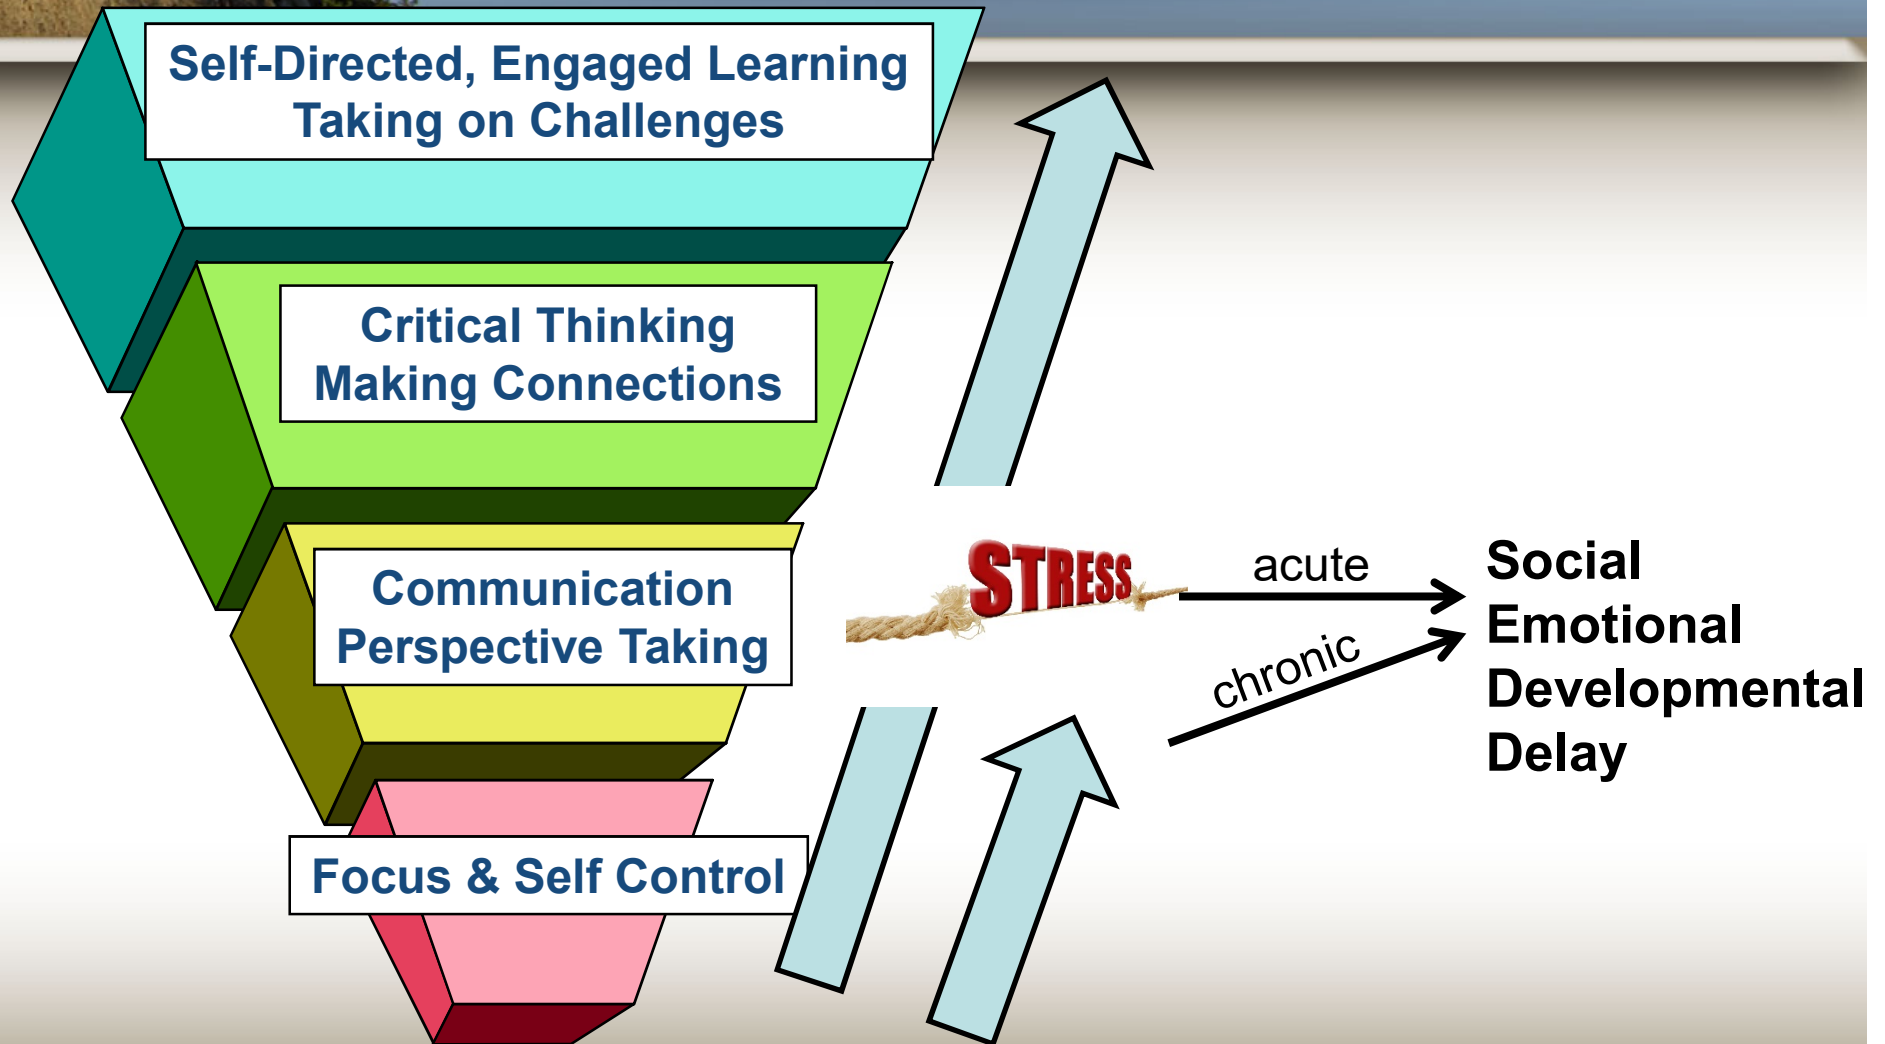 Self-Directed, Engaged Learning
Taking on Challenges
Critical Thinking
Making Connections
Communication
Perspective Taking
Focus & Self Control
STRESS
acute
chronic
Social
Emotional
Developmental
Delay